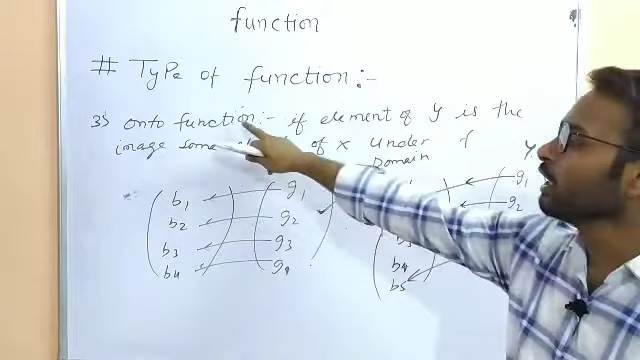 function
# Type of function:-
3) onto function:- if element of y is the
image some of x under f
Domain
y
b1 g1 g1
b2 g2 g2
b3 g3
b4 g4 b4
b5